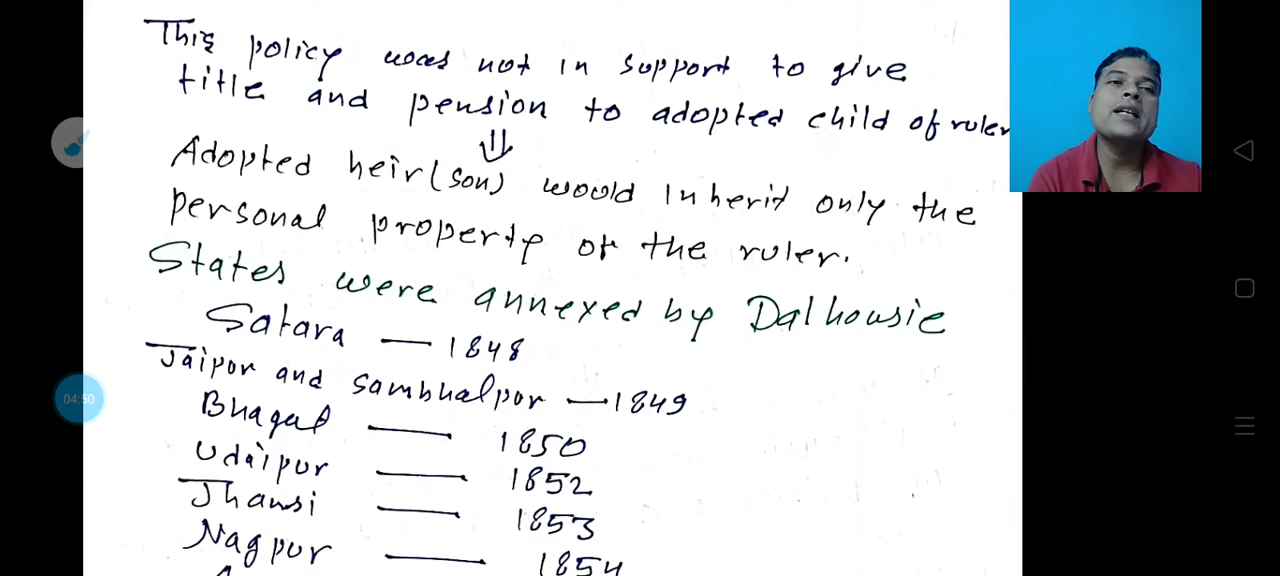 This policy was not in support to give
title and pension to adopted child of ruler
⇓
Adopted heir (son) would inherit only the
personal property of the ruler.
States were annexed by Dalhousie
Satara — 1848
Jaipur and Sambhalpur — 1849
Bhagal — 1850
Udaipur — 1852
Jhansi — 1853
Nagpur — 1854
04:50